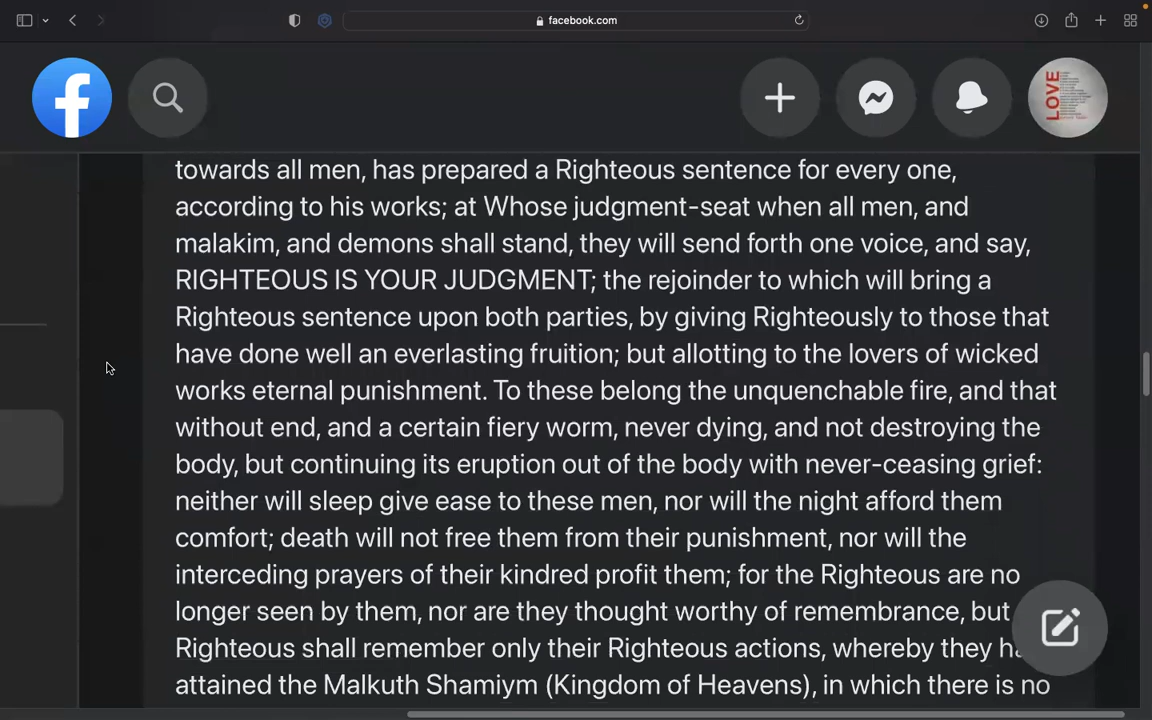 facebook.com
LOVE
towards all men, has prepared a Righteous sentence for every one,
according to his works; at Whose judgment-seat when all men, and
malakim, and demons shall stand, they will send forth one voice, and say,
RIGHTEOUS IS YOUR JUDGMENT; the rejoinder to which will bring a
Righteous sentence upon both parties, by giving Righteously to those that
have done well an everlasting fruition; but allotting to the lovers of wicked
works eternal punishment. To these belong the unquenchable fire, and that
without end, and a certain fiery worm, never dying, and not destroying the
body, but continuing its eruption out of the body with never-ceasing grief:
neither will sleep give ease to these men, nor will the night afford them
comfort; death will not free them from their punishment, nor will the
interceding prayers of their kindred profit them; for the Righteous are no
longer seen by them, nor are they thought worthy of remembrance, but
Righteous shall remember only their Righteous actions, whereby they
attained the Malkuth Shamiym (Kingdom of Heavens), in which there is no